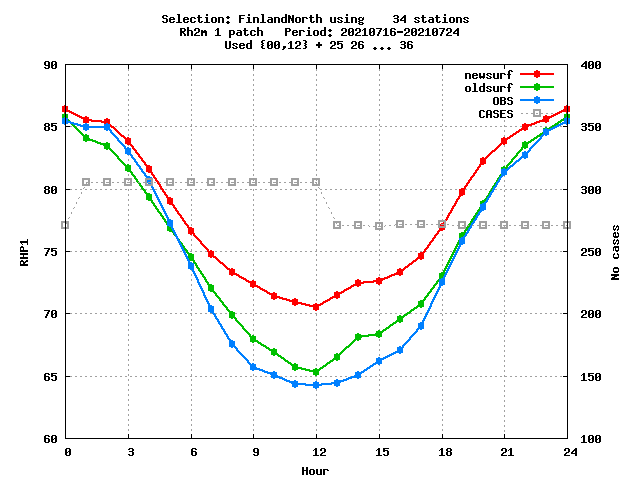 Selection: FinlandNorth using    34 stations
Rh2m 1 patch   Period: 20210716-20210724
Used {00,12} + 25 26 ... 36
90 400
newsurf
oldsurf
OBS
CASES
85 350
80 300
75 250
RHP1
No cases
70 200
65 150
60 100
0 3 6 9 12 15 18 21 24
Hour